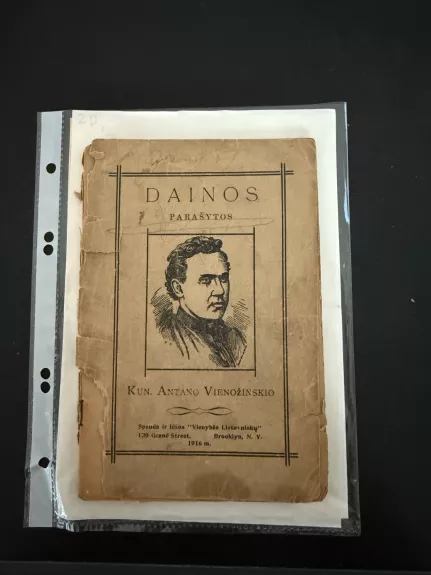 DAINOS
PARAŠYTOS
KUN. ANTANO VIENOŽINSKIO
Spauda ir lėšos "Vienybės Lietuvninkų"
120 Grand Street, Brooklyn, N. Y.
1916 m.